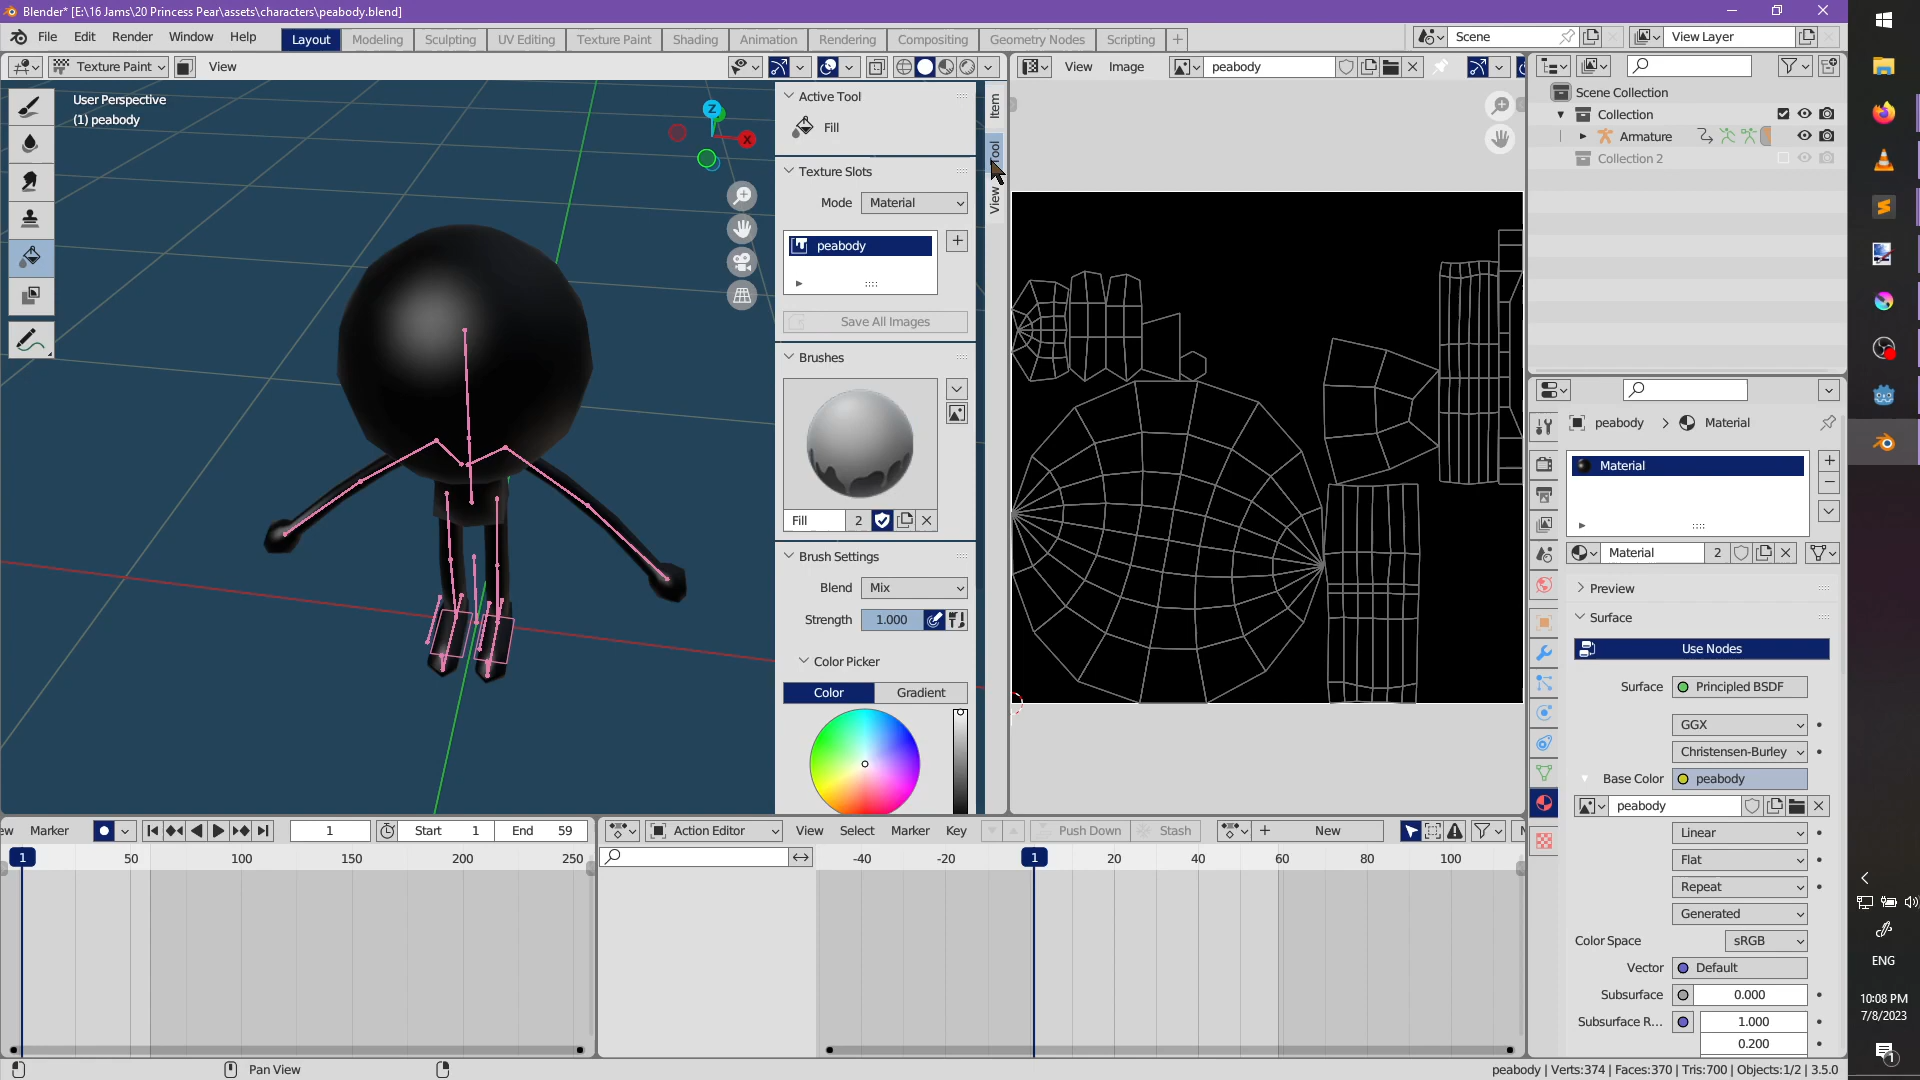 Blender* [E:\16 Jams\20 Princess Pear\assets\characters\peabody.blend]
File Edit Render Window Help Layout Modeling Sculpting UV Editing Texture Paint Shading Animation Rendering Compositing Geometry Nodes Scripting Scene View Layer
Texture Paint View
View Image peabody
User Perspective
(1) peabody
Z
X
Active Tool
Fill
Texture Slots
Mode Material
peabody
Save All Images
Brushes
Fill 2
Brush Settings
Blend Mix
Strength 1.000
Color Picker
Color Gradient
Item
Tool
View
Scene Collection
Collection
Armature
Collection 2
peabody > Material
Material
Material 2
Preview
Surface
Use Nodes
Surface Principled BSDF
GGX
Christensen-Burley
Base Color peabody
peabody
Linear
Flat
Repeat
Generated
Color Space sRGB
Vector Default
Subsurface 0.000
Subsurface R... 1.000
0.200
Marker 1 Start 1 End 59
1 50 100 150 200 250
Action Editor View Select Marker Key Push Down Stash New
-40 -20 1 20 40 60 80 100
Pan View
peabody | Verts:374 | Faces:370 | Tris:700 | Objects:1/2 | 3.5.0
ENG
10:08 PM
7/8/2023
1